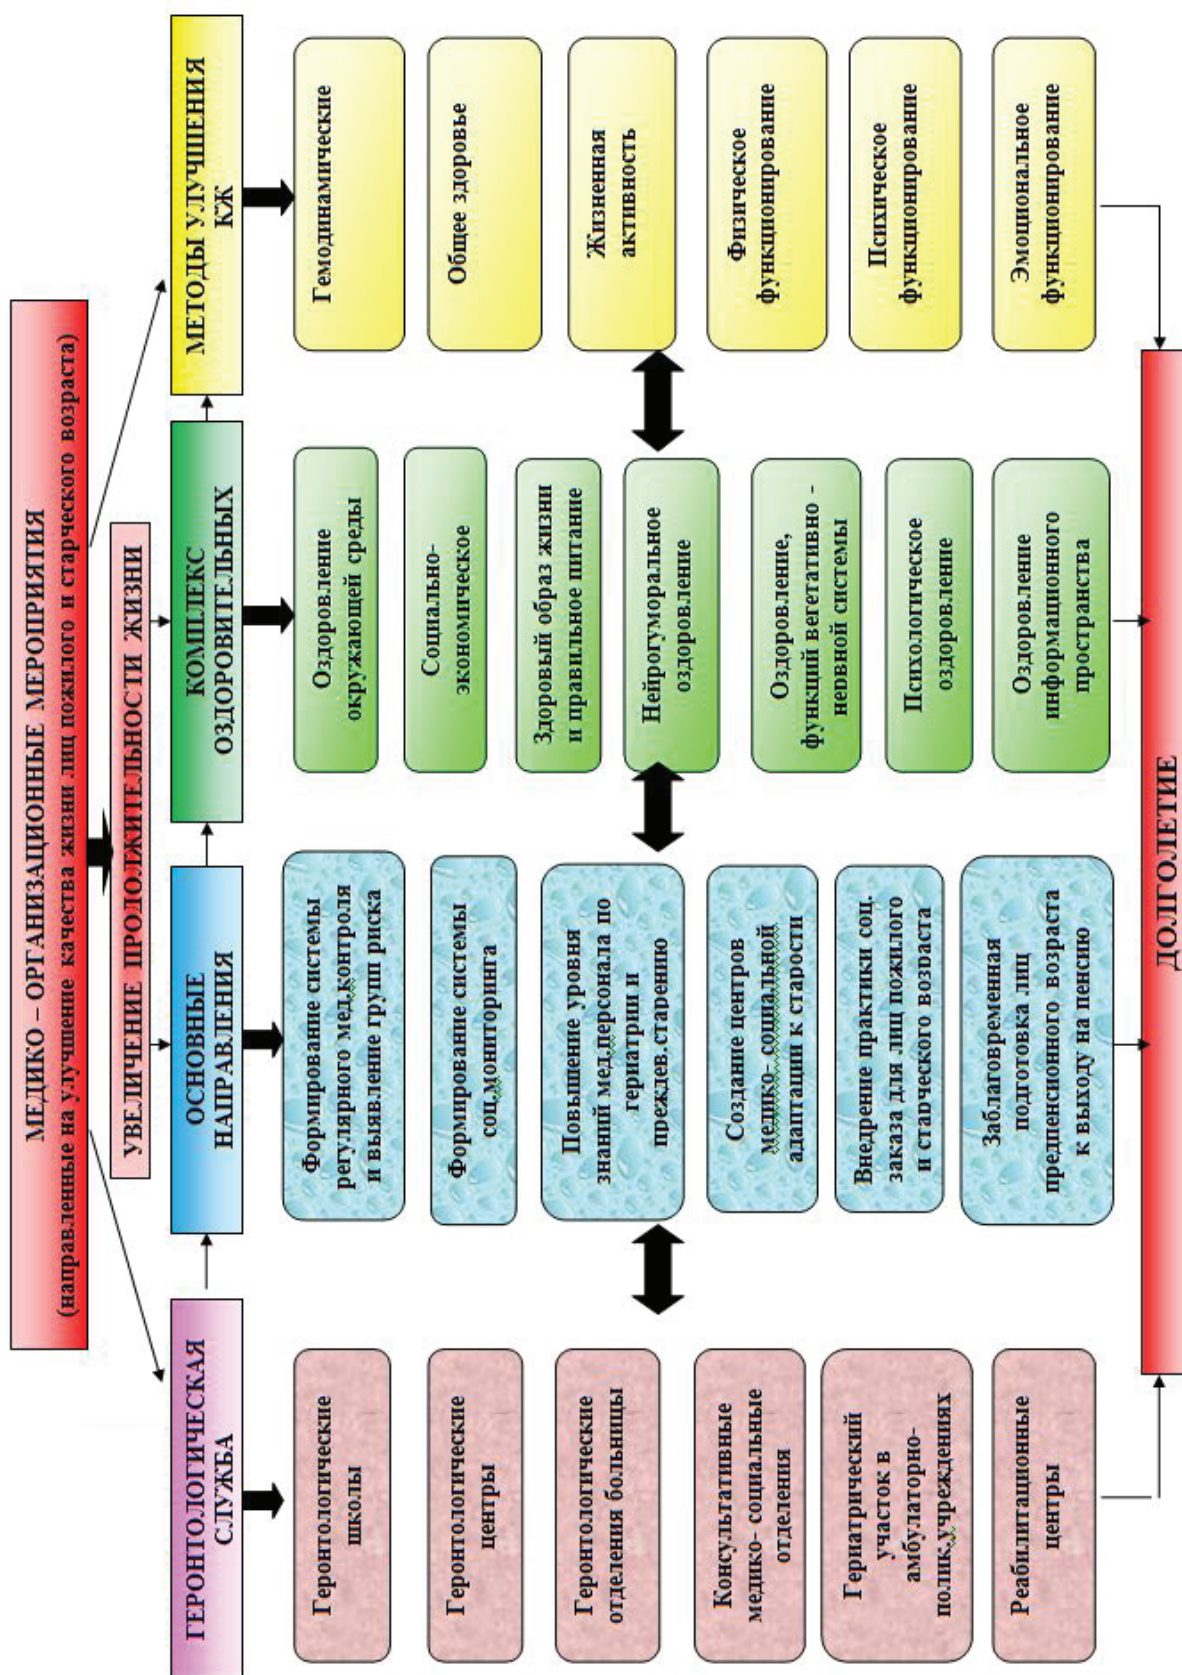 МЕДИКО – ОРГАНИЗАЦИОННЫЕ МЕРОПРИЯТИЯ
(направленные на улучшение качества жизни лиц пожилого и старческого возраста)
УВЕЛИЧЕНИЕ ПРОДОЛЖИТЕЛЬНОСТИ ЖИЗНИ
ГЕРОНТОЛОГИЧЕСКАЯ
СЛУЖБА
ОСНОВНЫЕ
НАПРАВЛЕНИЯ
КОМПЛЕКС
ОЗДОРОВИТЕЛЬНЫХ
МЕТОДЫ УЛУЧШЕНИЯ
КЖ
Геронтологические
школы
Геронтологические
центры
Геронтологические
отделения больницы
Консультативные
медико- социальные
отделения
Гериатрический
участок в
амбулаторно-
полик.учреждениях
Реабилитационные
центры
Формирование системы
регулярного мед.контроля
и выявление групп риска
Формирование системы
соц.мониторинга
Повышение уровня
знаний мед.персонала по
гериатрии и
преждев.старению
Создание центров
медико- социальной
адаптации к старости
Внедрение практики соц.
заказа для лиц пожилого
и старческого возраста
Заблаговременная
подготовка лиц
предпенсионного возраста
к выходу на пенсию
Оздоровление
окружающей среды
Социально-
экономическое
Здоровый образ жизни
и правильное питание
Нейрогуморальное
оздоровление
Оздоровление,
функций вегетативно -
нервной системы
Психологическое
оздоровление
Оздоровление
информационного
пространства
Гемодинамические
Общее здоровье
Жизненная
активность
Физическое
функционирование
Психическое
функционирование
Эмоциональное
функционирование
ДОЛГОЛЕТИЕ